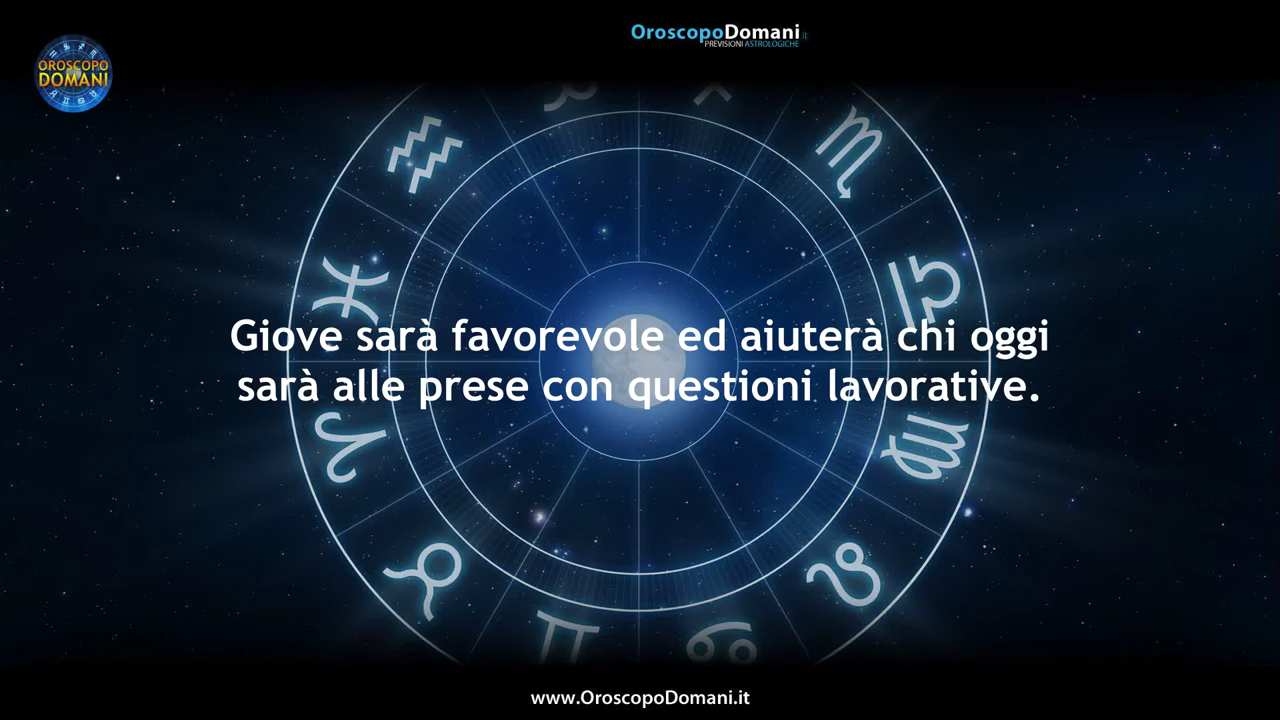 OroscopoDomani.it
PREVISIONI ASTROLOGICHE
OROSCOPO
DOMANI
Giove sarà favorevole ed aiuterà chi oggi
sarà alle prese con questioni lavorative.
www.OroscopoDomani.it